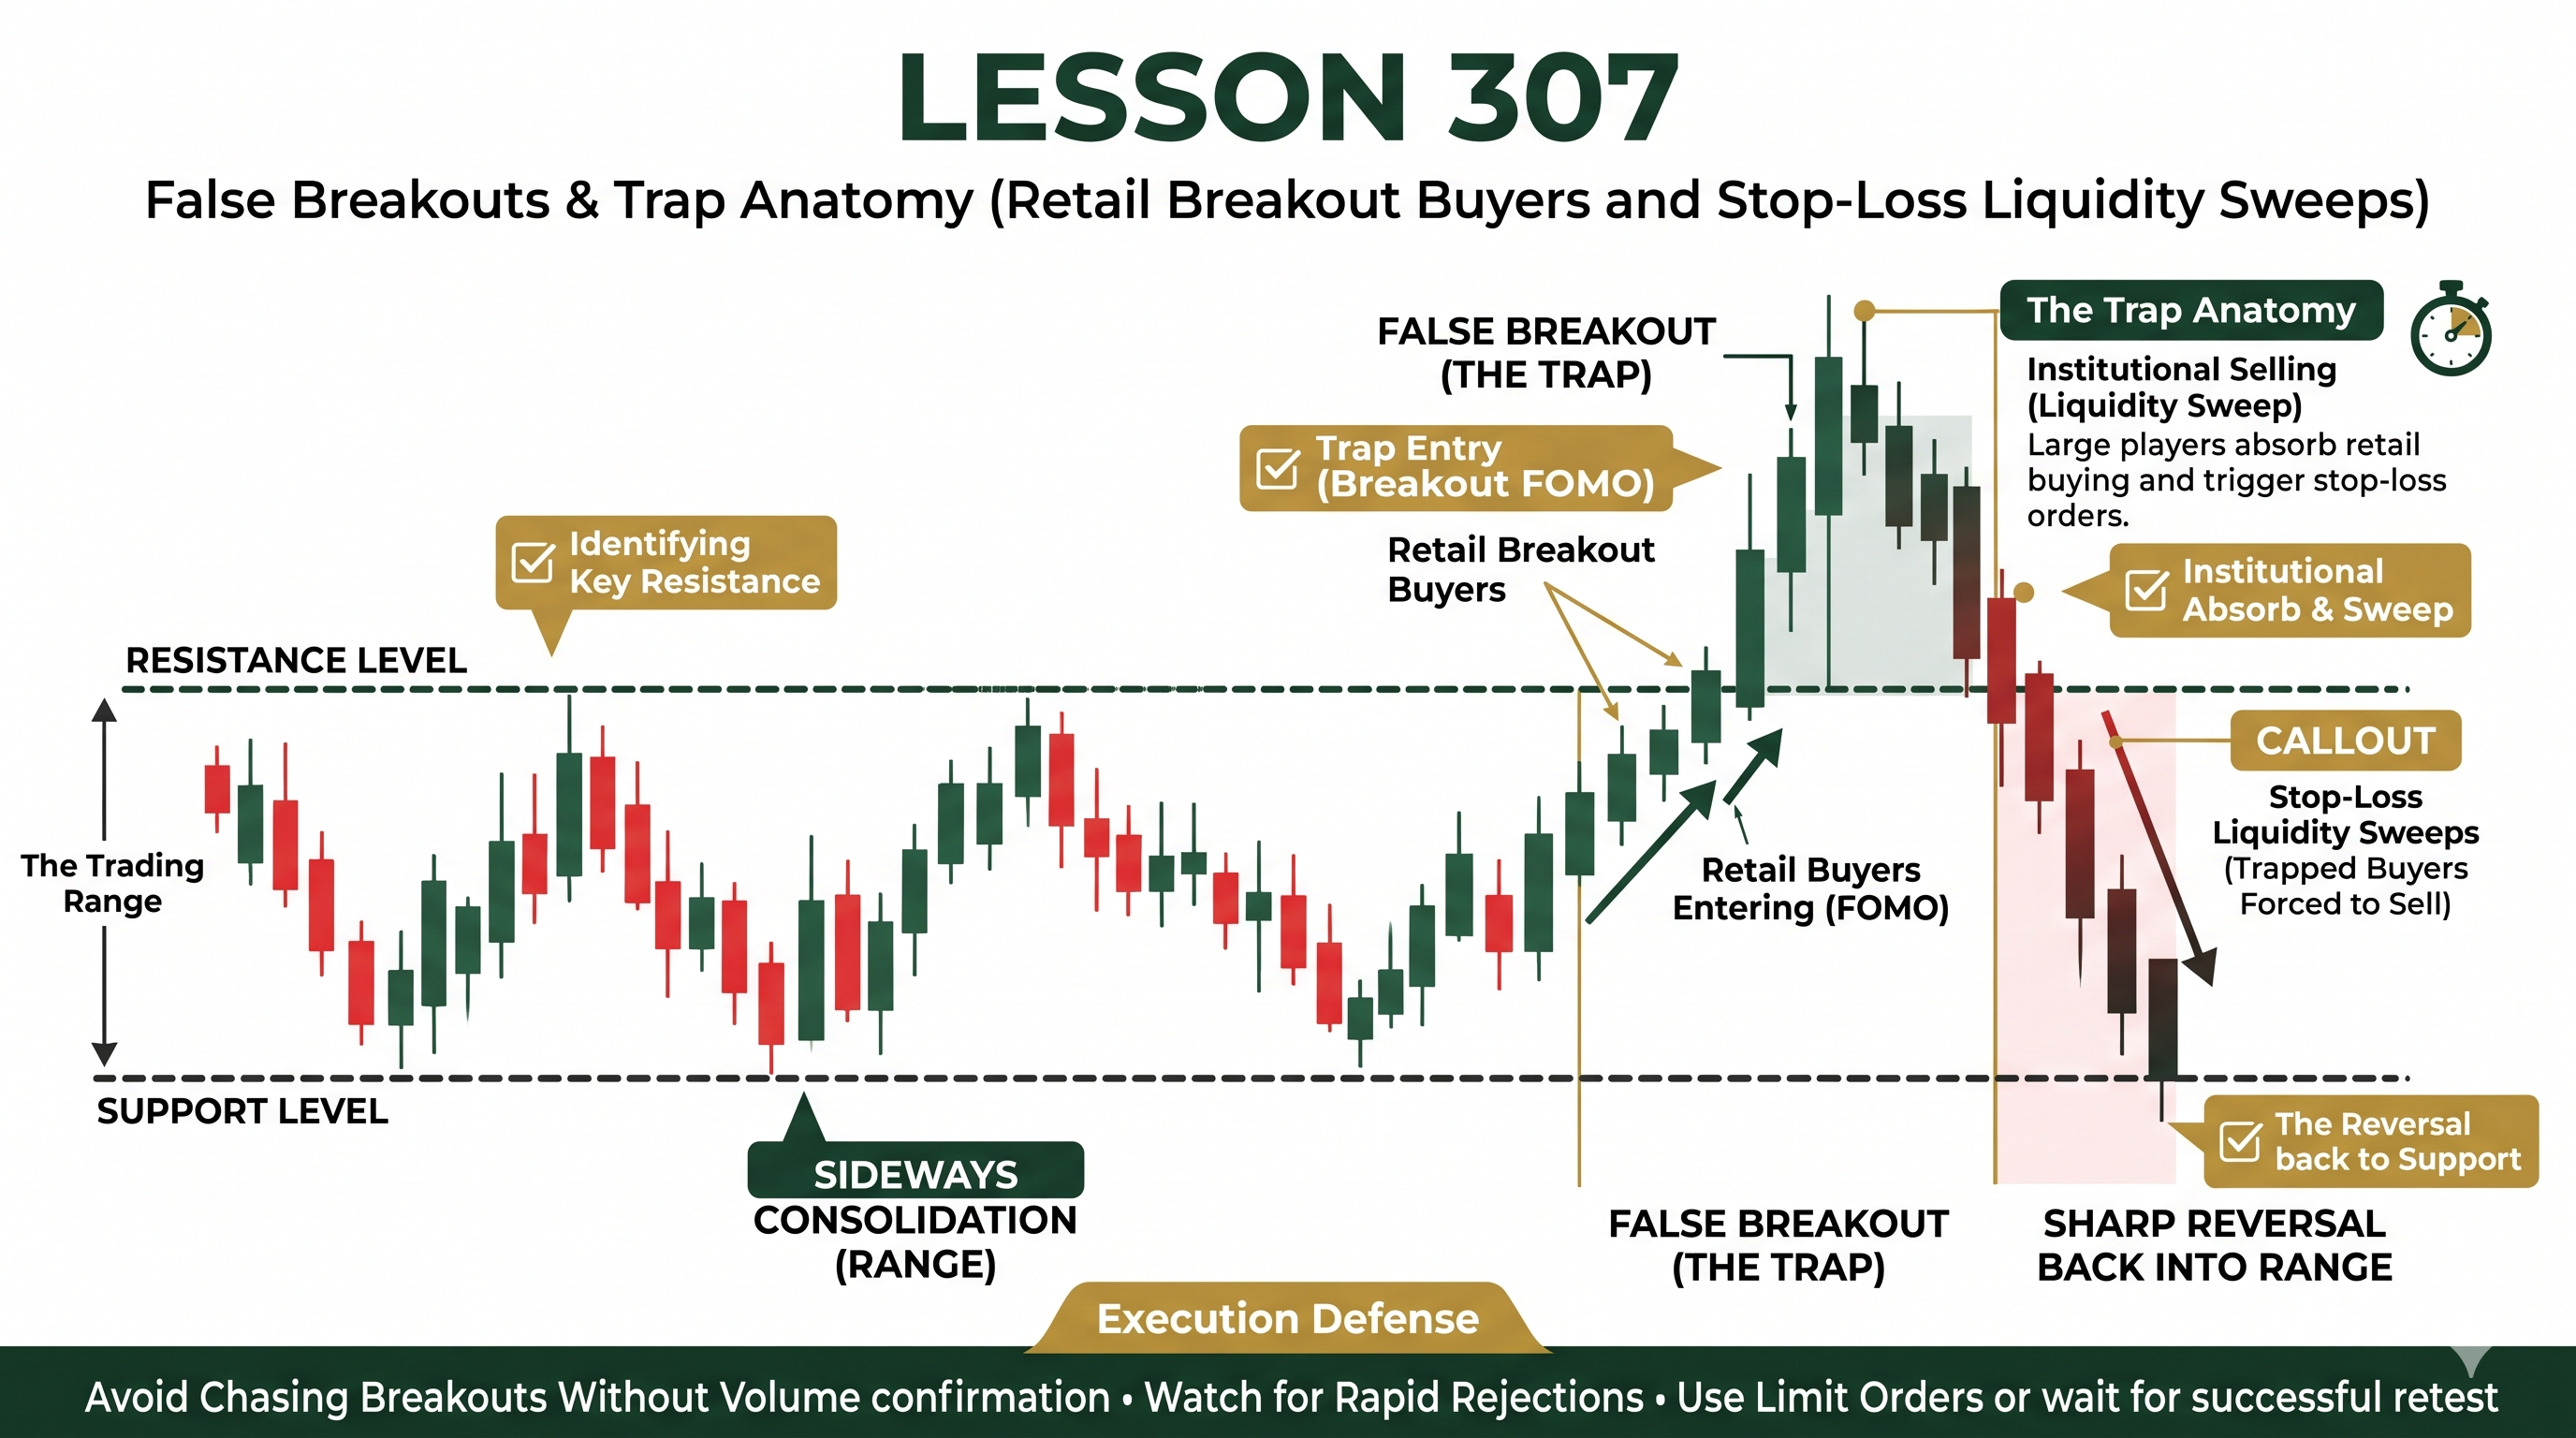 LESSON 307
False Breakouts & Trap Anatomy (Retail Breakout Buyers and Stop-Loss Liquidity Sweeps)
FALSE BREAKOUT
(THE TRAP)
The Trap Anatomy
Institutional Selling
(Liquidity Sweep)
Large players absorb retail
buying and trigger stop-loss
orders.
Trap Entry
(Breakout FOMO)
Identifying
Key Resistance
Retail Breakout
Buyers
Institutional
Absorb & Sweep
RESISTANCE LEVEL
CALLOUT
Stop-Loss
Liquidity Sweeps
(Trapped Buyers
Forced to Sell)
The Trading
Range
Retail Buyers
Entering (FOMO)
SUPPORT LEVEL
The Reversal
back to Support
SIDEWAYS
CONSOLIDATION
(RANGE)
FALSE BREAKOUT
(THE TRAP)
SHARP REVERSAL
BACK INTO RANGE
Execution Defense
Avoid Chasing Breakouts Without Volume confirmation • Watch for Rapid Rejections • Use Limit Orders or wait for successful retest